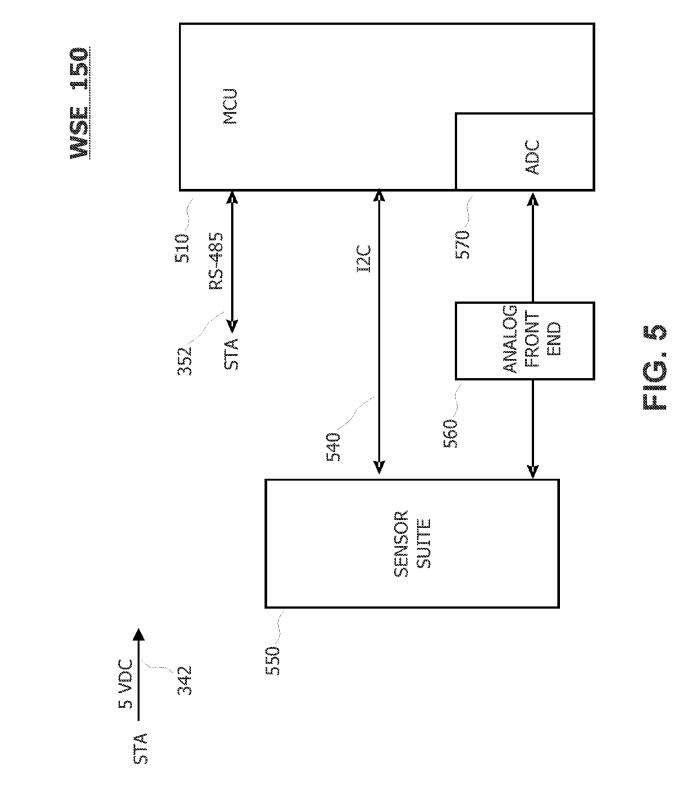 WSE 150
STA
5 VDC
342
550
SENSOR
SUITE
540
I2C
352
STA
RS-485
510
MCU
560
ANALOG
FRONT
END
570
ADC
FIG. 5